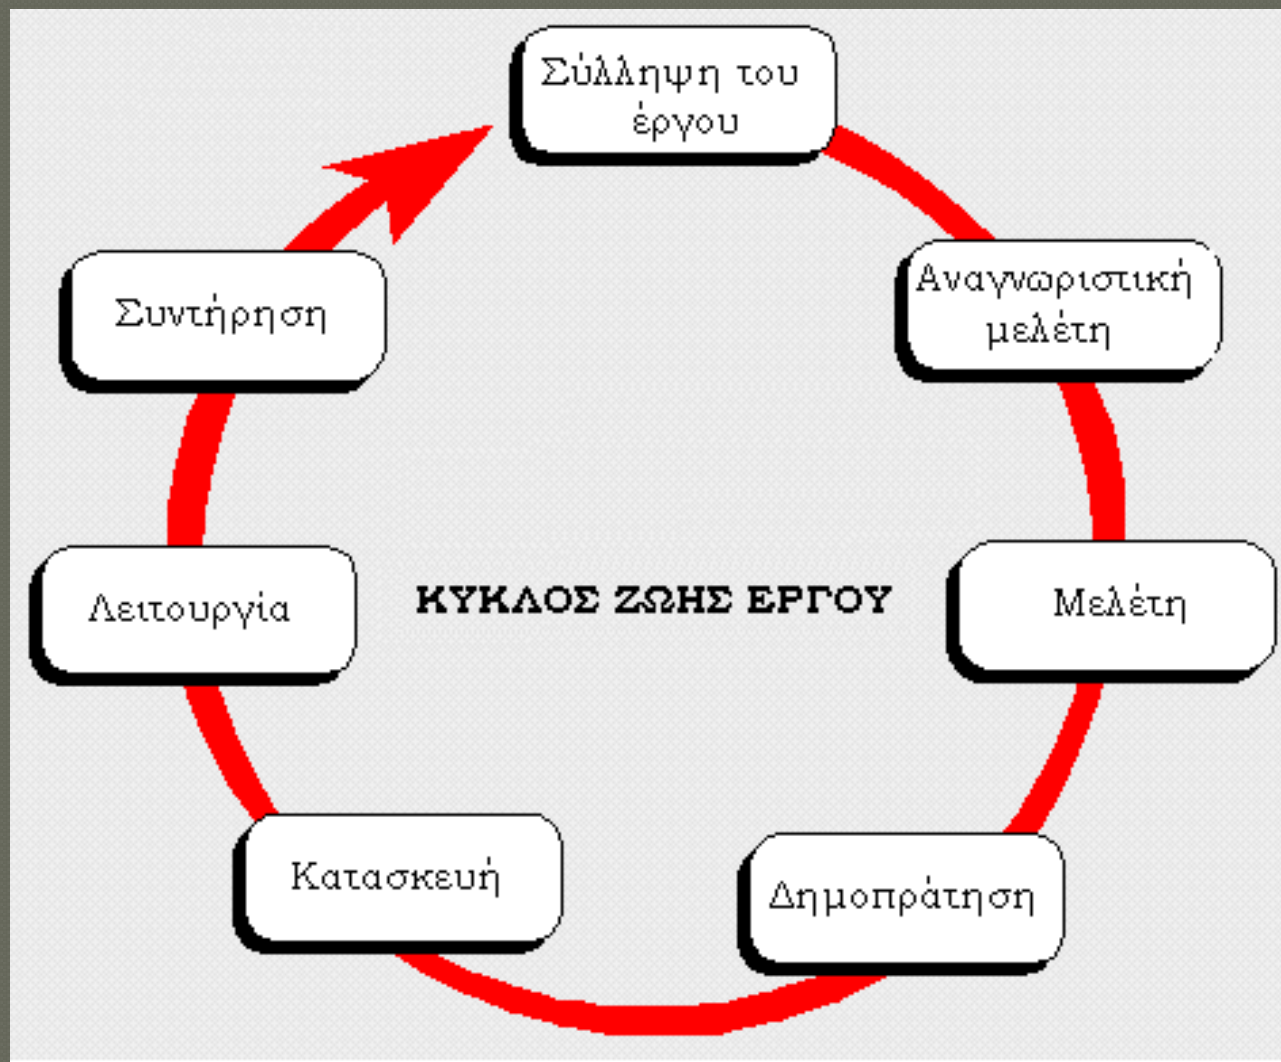 Σύλληψη του
έργου
Αναγνωριστική
μελέτη
Μελέτη
Δημοπράτηση
Κατασκευή
Λειτουργία
Συντήρηση
ΚΥΚΛΟΣ ΖΩΗΣ ΕΡΓΟΥ